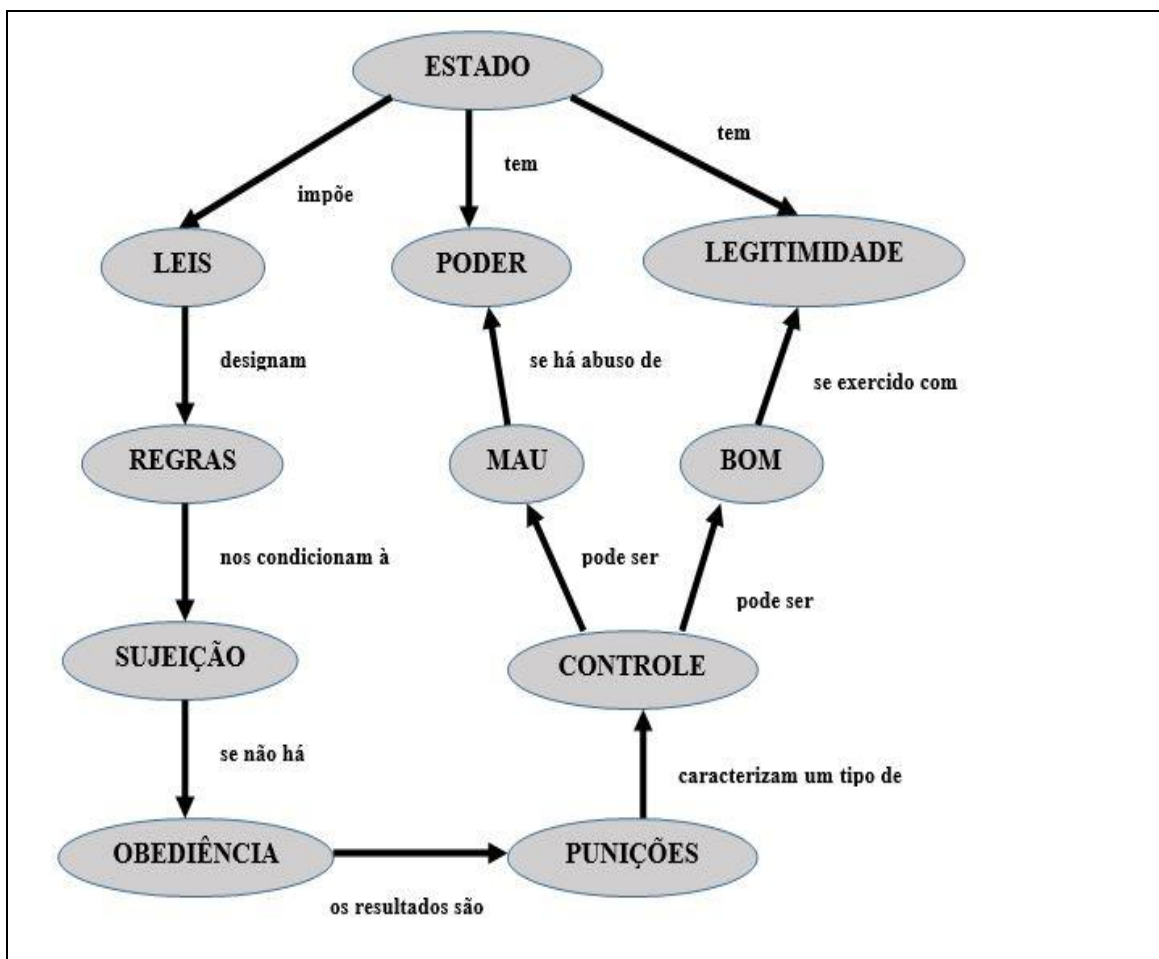 ESTADO
tem
impõe
tem
LEIS
PODER
LEGITIMIDADE
designam
se há abuso de
se exercido com
REGRAS
MAU
BOM
nos condicionam à
pode ser
pode ser
SUJEIÇÃO
CONTROLE
se não há
caracterizam um tipo de
OBEDIÊNCIA
PUNIÇÕES
os resultados são